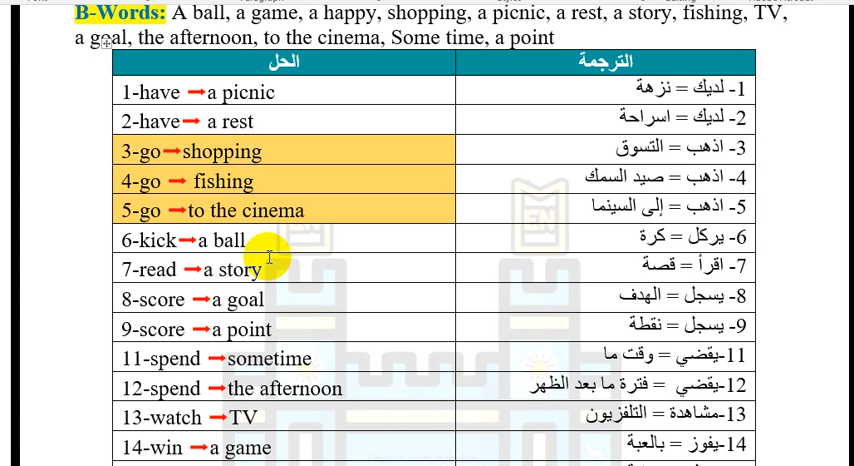 B-Words: A ball, a game, a happy, shopping, a picnic, a rest, a story, fishing, TV,
a goal, the afternoon, to the cinema, Some time, a point
الحل الترجمة
1-have → a picnic 1- لديك = نزهة
2-have → a rest 2- لديك = اسراحة
3-go → shopping 3- اذهب = التسوق
4-go → fishing 4- اذهب = صيد السمك
5-go → to the cinema 5- اذهب = إلى السينما
6-kick → a ball 6- يركل = كرة
7-read → a story 7- اقرأ = قصة
8-score → a goal 8- يسجل = الهدف
9-score → a point 9- يسجل = نقطة
11-spend → sometime 11-يقضي = وقت ما
12-spend → the afternoon 12-يقضي = فترة ما بعد الظهر
13-watch → TV 13-مشاهدة = التلفزيون
14-win → a game 14-يفوز = بالعبة